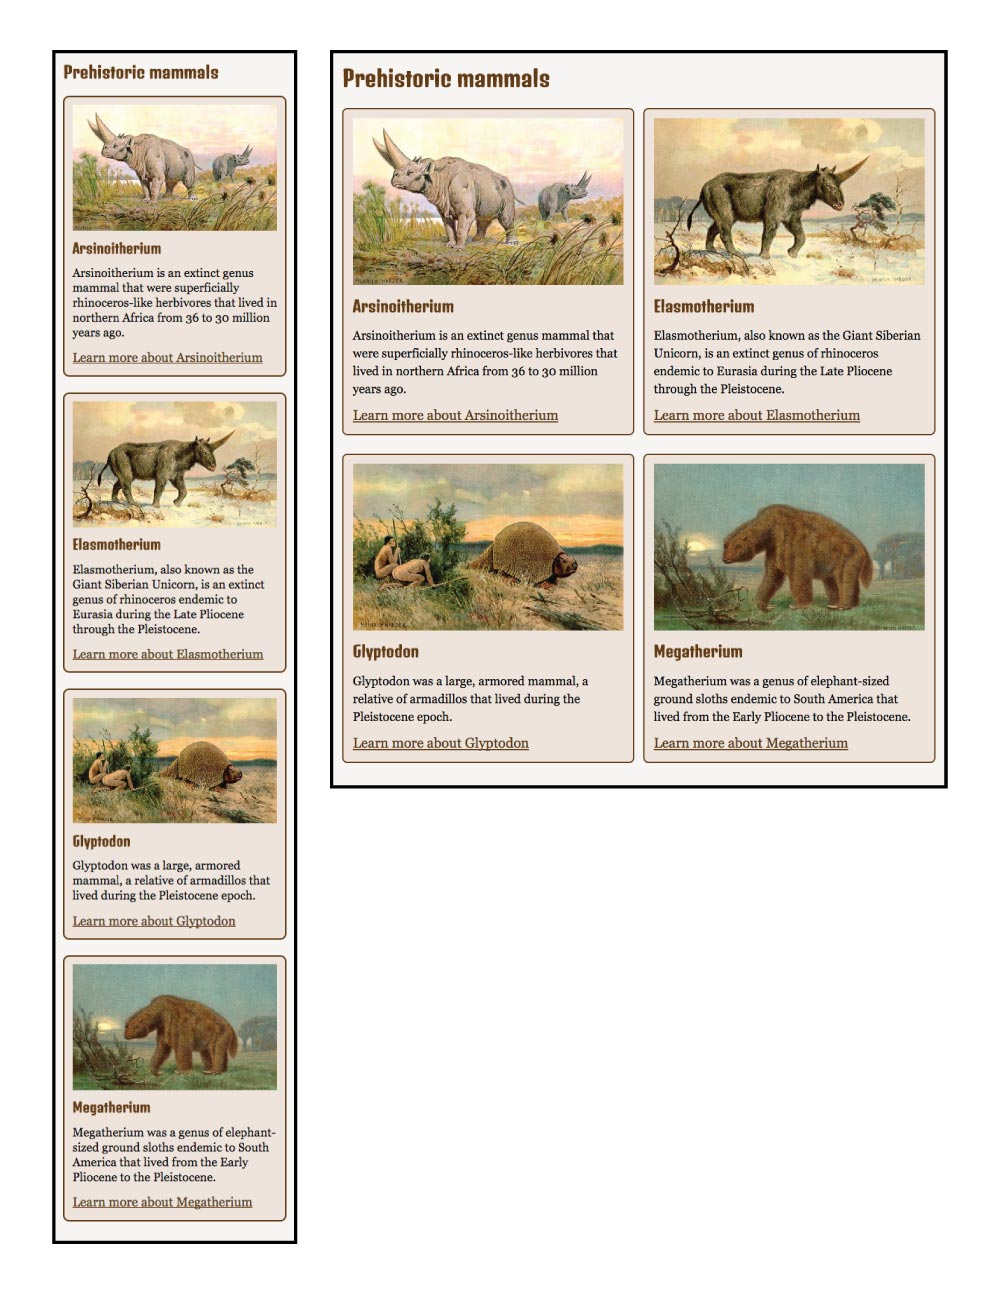 Prehistoric mammals
Arsinoitherium
Arsinoitherium is an extinct genus
mammal that were superficially
rhinoceros-like herbivores that lived in
northern Africa from 36 to 30 million
years ago.
Learn more about Arsinoitherium
Elasmotherium
Elasmotherium, also known as the
Giant Siberian Unicorn, is an extinct
genus of rhinoceros endemic to
Eurasia during the Late Pliocene
through the Pleistocene.
Learn more about Elasmotherium
Glyptodon
Glyptodon was a large, armored
mammal, a relative of armadillos that
lived during the Pleistocene epoch.
Learn more about Glyptodon
Megatherium
Megatherium was a genus of elephant-
sized ground sloths endemic to South
America that lived from the Early
Pliocene to the Pleistocene.
Learn more about Megatherium
Prehistoric mammals
Arsinoitherium
Arsinoitherium is an extinct genus mammal that
were superficially rhinoceros-like herbivores that
lived in northern Africa from 36 to 30 million
years ago.
Learn more about Arsinoitherium
Elasmotherium
Elasmotherium, also known as the Giant Siberian
Unicorn, is an extinct genus of rhinoceros
endemic to Eurasia during the Late Pliocene
through the Pleistocene.
Learn more about Elasmotherium
HEINRICH HARDER
Glyptodon
Glyptodon was a large, armored mammal, a
relative of armadillos that lived during the
Pleistocene epoch.
Learn more about Glyptodon
Megatherium
Megatherium was a genus of elephant-sized
ground sloths endemic to South America that
lived from the Early Pliocene to the Pleistocene.
Learn more about Megatherium